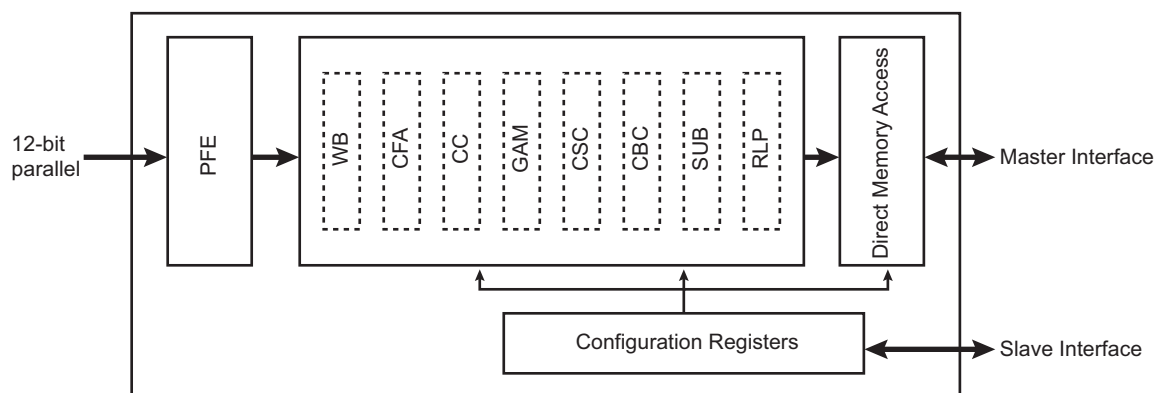 12-bit
parallel
PFE
WB
CFA
CC
GAM
CSC
CBC
SUB
RLP
Direct Memory Access
Master Interface
Configuration Registers
Slave Interface